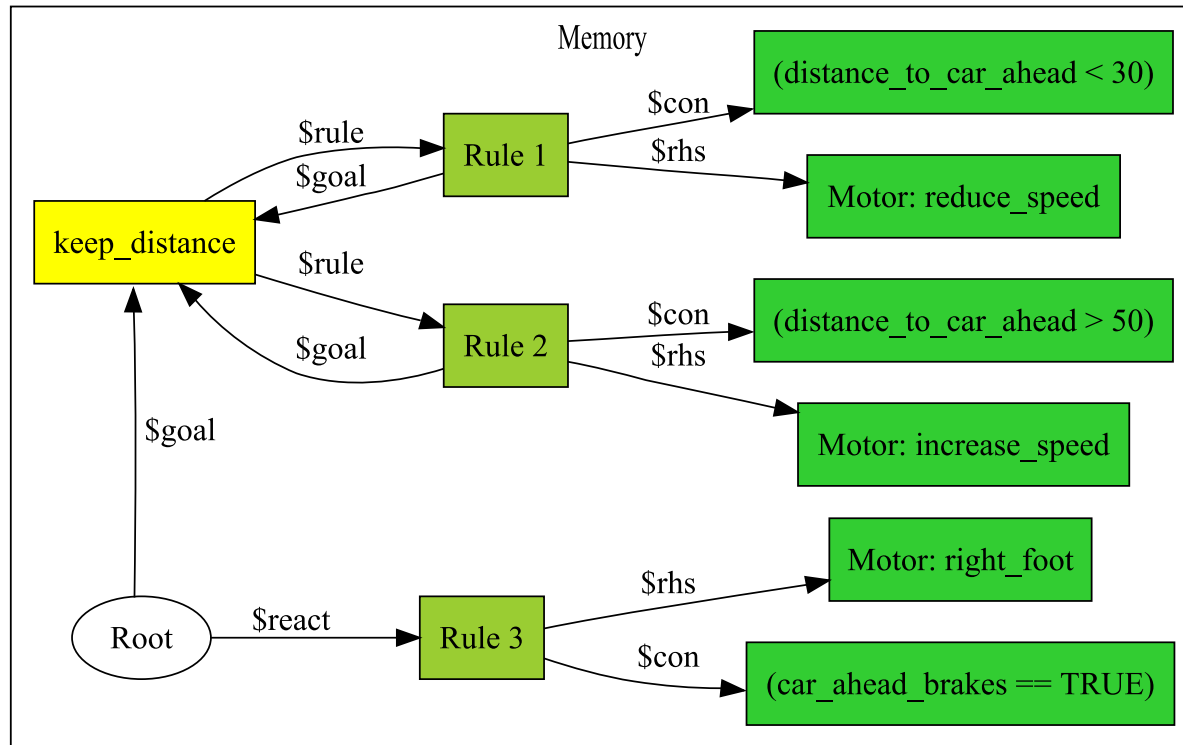 Memory
(distance_to_car_ahead < 30)
$con
$rule
Rule 1
$rhs
$goal
Motor: reduce_speed
keep_distance
$rule
$con
(distance_to_car_ahead > 50)
Rule 2
$goal
$rhs
$goal
Motor: increase_speed
Motor: right_foot
$rhs
$react
Root
Rule 3
$con
(car_ahead_brakes == TRUE)